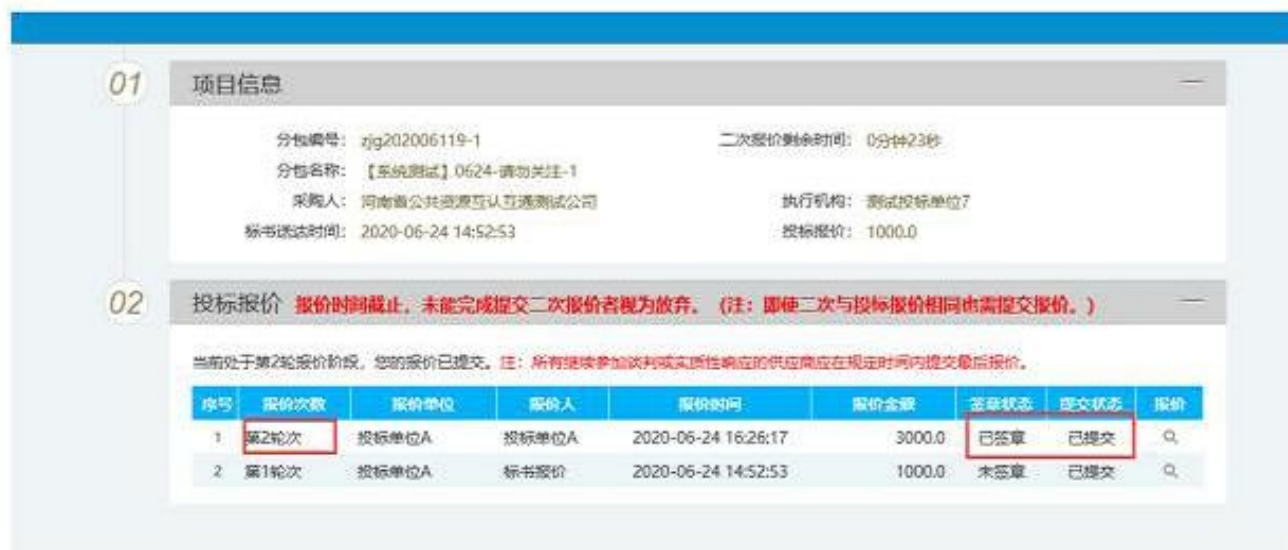 01 项目信息
分包编号: zjg202006119-1 二次报价剩余时间: 0分钟23秒
分包名称: 【系统测试】0624-请勿关注-1
采购人: 河南省公共资源互认互通测试公司 执行机构: 测试投标单位7
标书送达时间: 2020-06-24 14:52:53 投标报价: 1000.0
02 投标报价 报价时间截止,未能完成提交二次报价者视为放弃。(注:即使二次与投标报价相同也需提交报价。)
当前处于第2轮报价阶段,您的报价已提交。注:所有继续参加谈判或实质性响应的供应商应在规定时间内提交最后报价。
序号 报价次数 报价单位 报价人 报价时间 报价金额 签章状态 提交状态 报价
1 第2轮次 投标单位A 投标单位A 2020-06-24 16:26:17 3000.0 已签章 已提交
2 第1轮次 投标单位A 标书报价 2020-06-24 14:52:53 1000.0 未签章 已提交